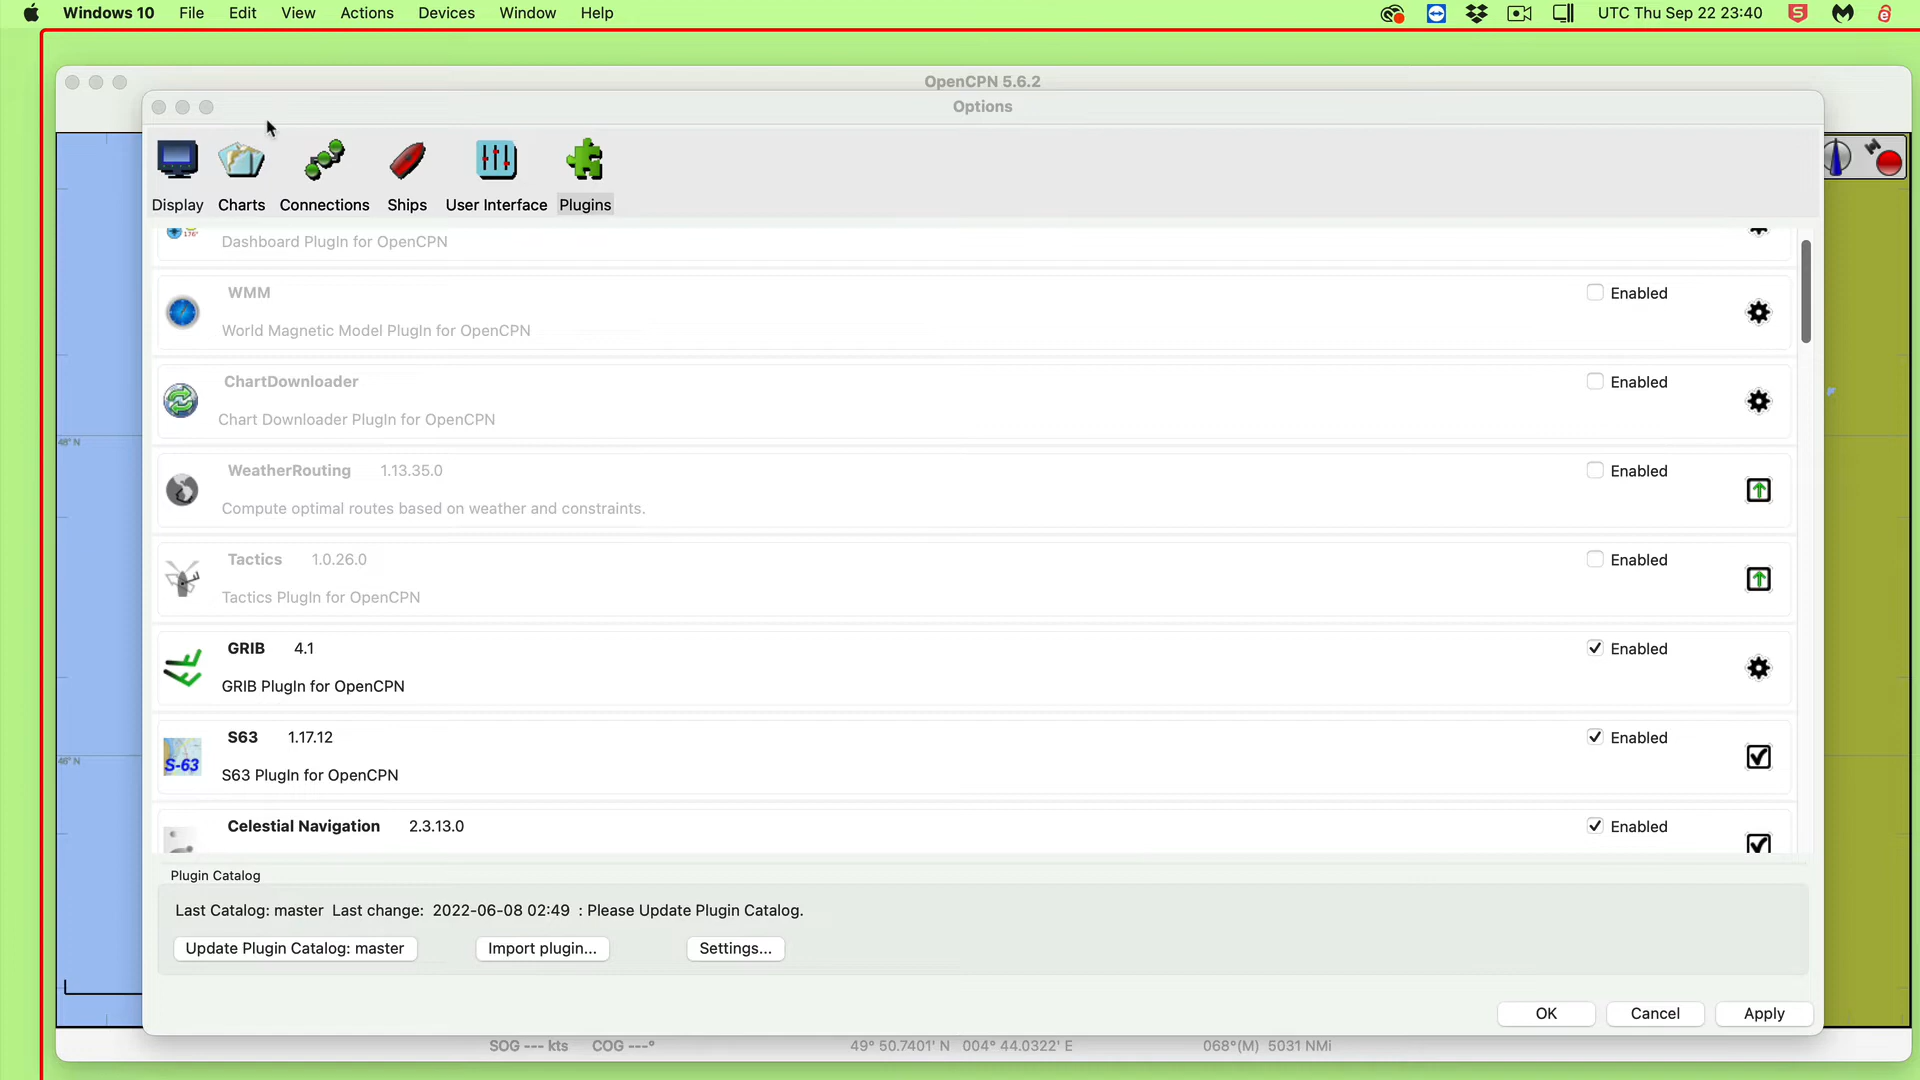 Windows 10 File Edit View Actions Devices Window Help UTC Thu Sep 22 23:40
OpenCPN 5.6.2
Options
Display Charts Connections Ships User Interface Plugins
Dashboard PlugIn for OpenCPN
WMM Enabled
World Magnetic Model PlugIn for OpenCPN
ChartDownloader Enabled
Chart Downloader PlugIn for OpenCPN
WeatherRouting 1.13.35.0 Enabled
Compute optimal routes based on weather and constraints.
Tactics 1.0.26.0 Enabled
Tactics PlugIn for OpenCPN
GRIB 4.1 Enabled
GRIB PlugIn for OpenCPN
S63 1.17.12 Enabled
S-63
S63 PlugIn for OpenCPN
Celestial Navigation 2.3.13.0 Enabled
48° N
46° N
Plugin Catalog
Last Catalog: master Last change: 2022-06-08 02:49 : Please Update Plugin Catalog.
Update Plugin Catalog: master Import plugin... Settings...
OK Cancel Apply
SOG --- kts COG ---° 49° 50.7401' N 004° 44.0322' E 068°(M) 5031 NMi